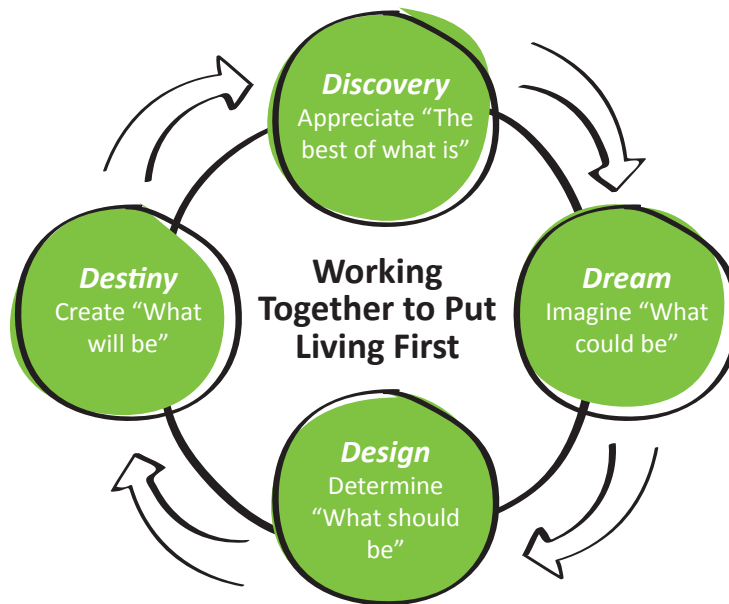 Discovery
Appreciate “The
best of what is”
Dream
Imagine “What
could be”
Design
Determine
“What should
be”
Destiny
Create “What
will be”
Working
Together to Put
Living First